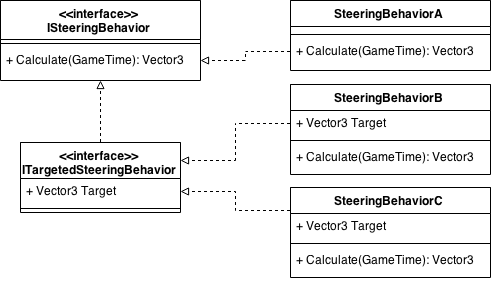 <<interface>>
ISteeringBehavior
+ Calculate(GameTime): Vector3
<<interface>>
ITargetedSteeringBehavior
+ Vector3 Target
SteeringBehaviorA
+ Calculate(GameTime): Vector3
SteeringBehaviorB
+ Vector3 Target
+ Calculate(GameTime): Vector3
SteeringBehaviorC
+ Vector3 Target
+ Calculate(GameTime): Vector3